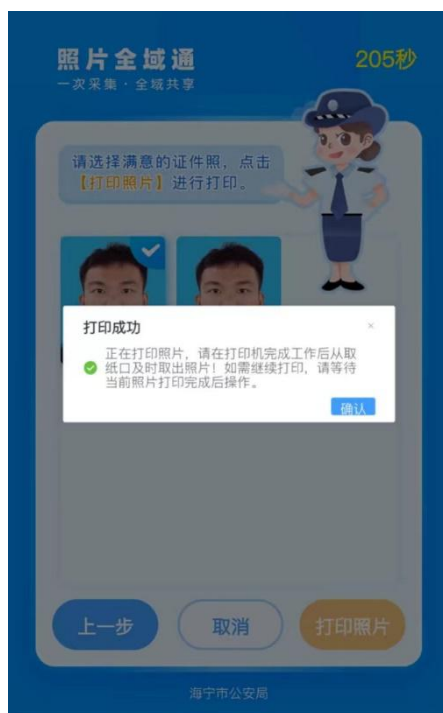 照片全域通
205秒
一次采集·全域共享
请选择满意的证件照，点击
【打印照片】进行打印。
打印成功
×
正在打印照片，请在打印机完成工作后从取
纸口及时取出照片！如需继续打印，请等待
当前照片打印完成后操作。
确认
上一步
取消
打印照片
海宁市公安局